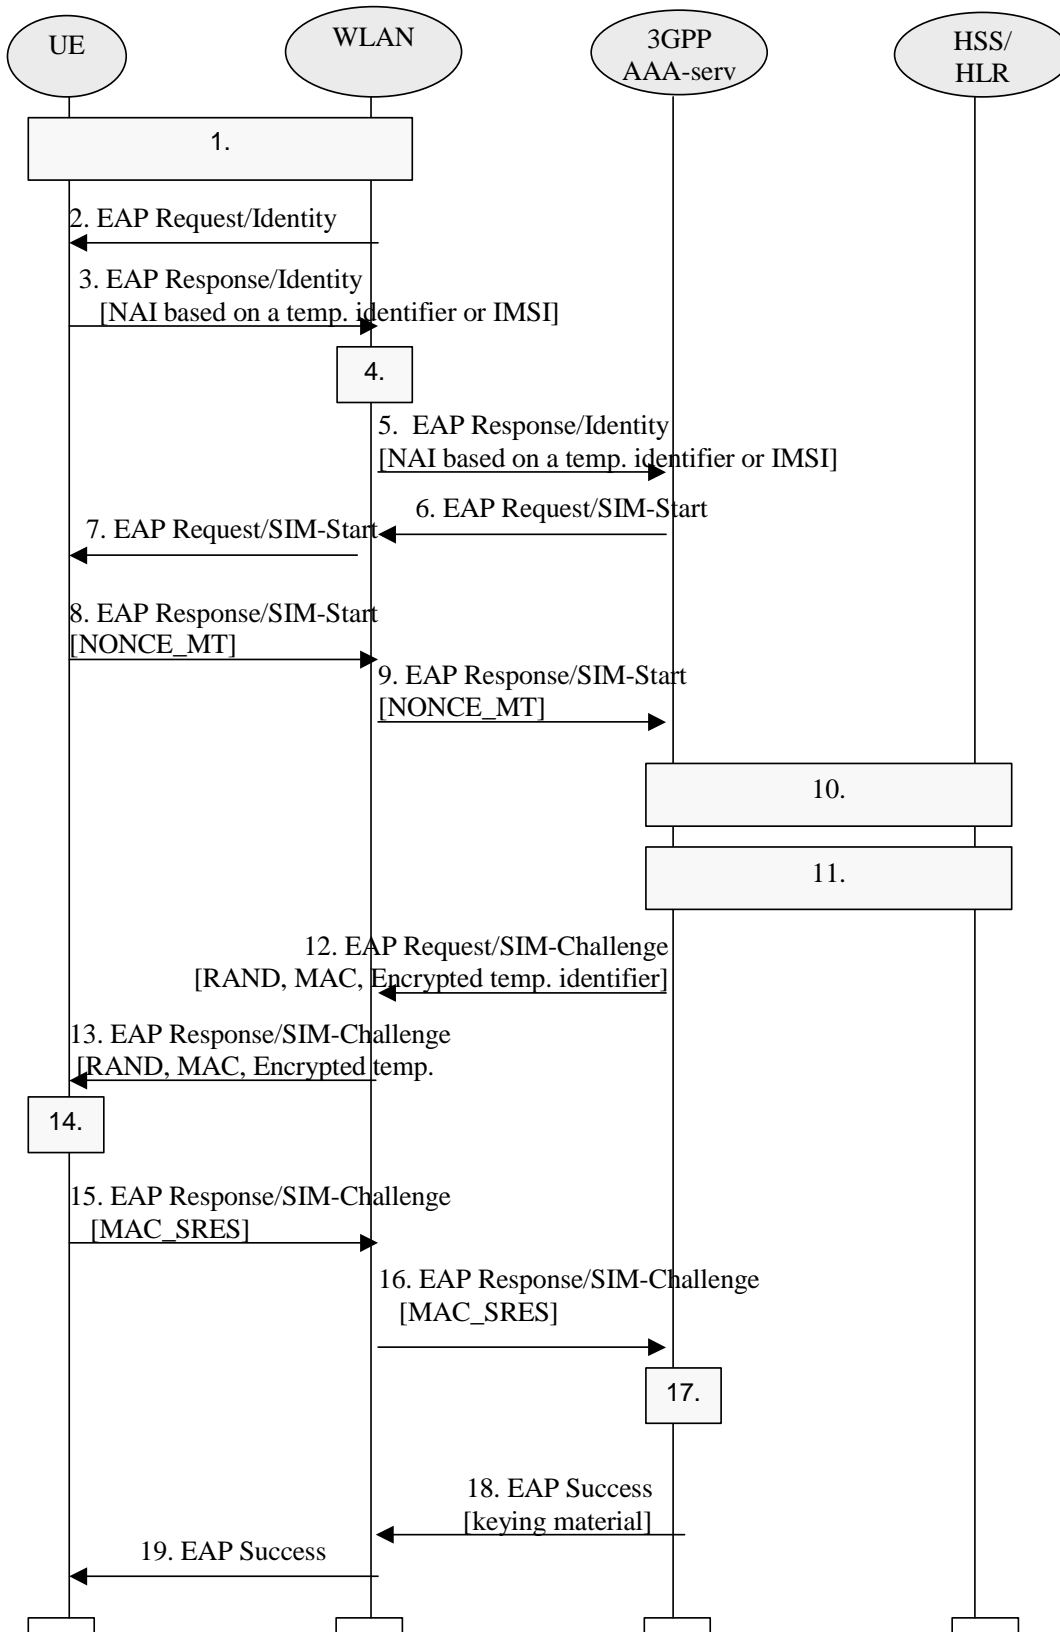 UE
WLAN
3GPP
AAA-serv
HSS/
HLR
1.
2. EAP Request/Identity
3. EAP Response/Identity
[NAI based on a temp. identifier or IMSI]
4.
5. EAP Response/Identity
[NAI based on a temp. identifier or IMSI]
6. EAP Request/SIM-Start
7. EAP Request/SIM-Start
8. EAP Response/SIM-Start
[NONCE_MT]
9. EAP Response/SIM-Start
[NONCE_MT]
10.
11.
12. EAP Request/SIM-Challenge
[RAND, MAC, Encrypted temp. identifier]
13. EAP Response/SIM-Challenge
[RAND, MAC, Encrypted temp.
14.
15. EAP Response/SIM-Challenge
[MAC_SRES]
16. EAP Response/SIM-Challenge
[MAC_SRES]
17.
18. EAP Success
[keying material]
19. EAP Success